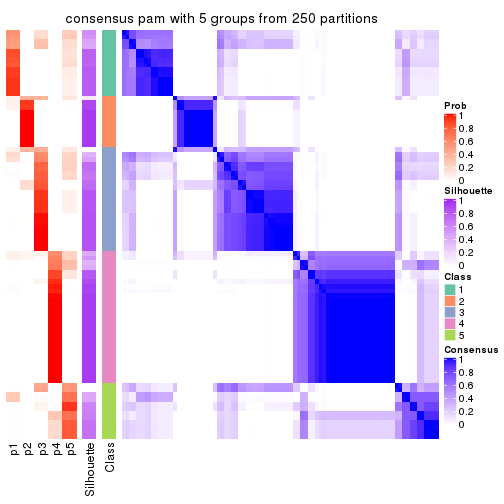 consensus pam with 5 groups from 250 partitions
Prob
1
0.8
0.6
0.4
0.2
0
Silhouette
1
0.8
0.6
0.4
0.2
0
Class
1
2
3
4
5
Consensus
1
0.8
0.6
0.4
0.2
0
p1
p2
p3
p4
p5
Silhouette
Class